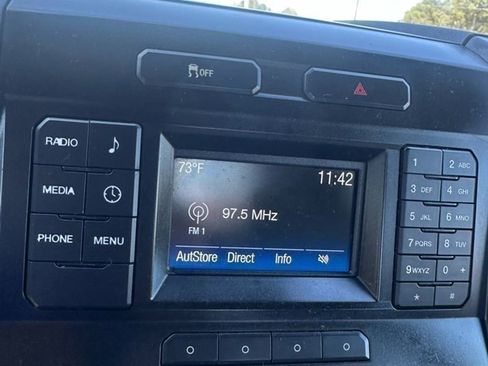 OFF
RADIO
MEDIA
PHONE MENU
73°F 11:42
FM 1 97.5 MHz
AutStore Direct Info
1 2 ABC
3 DEF 4 GHI
5 JKL 6 MNO
7 PQRS 8 TUV
9 WXYZ 0 +
* #